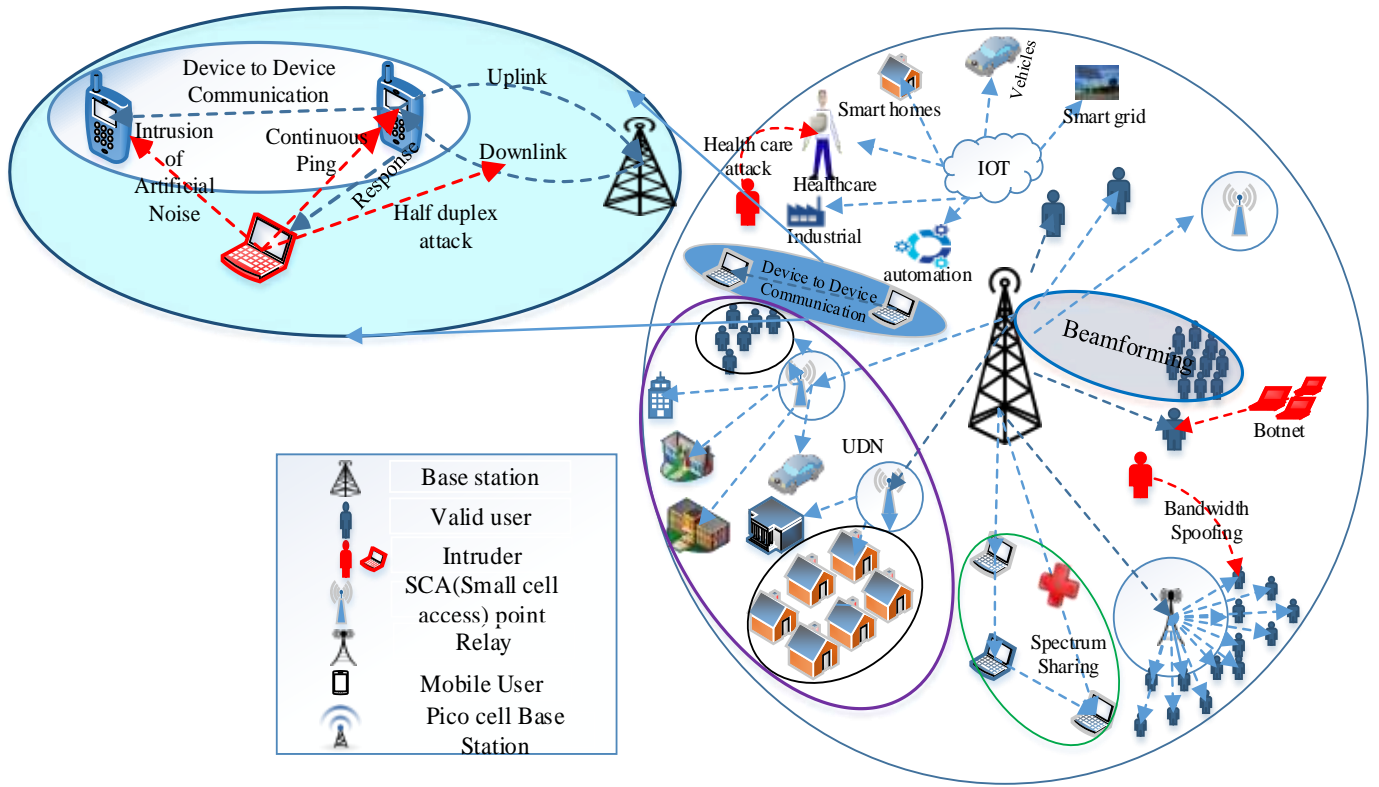 Device to Device
Communication
Uplink
Intrusion
of
Artificial
Noise
Continuous
Ping
Response
Downlink
Half duplex
attack
Vehicles
Smart homes
Smart grid
Health care
attack
IOT
Healthcare
Industrial
automation
Device to Device
Communication
Beamforming
Botnet
UDN
Bandwidth
Spoofing
Spectrum
Sharing
Base station
Valid user
Intruder
SCA(Small cell
access) point
Relay
Mobile User
Pico cell Base
Station